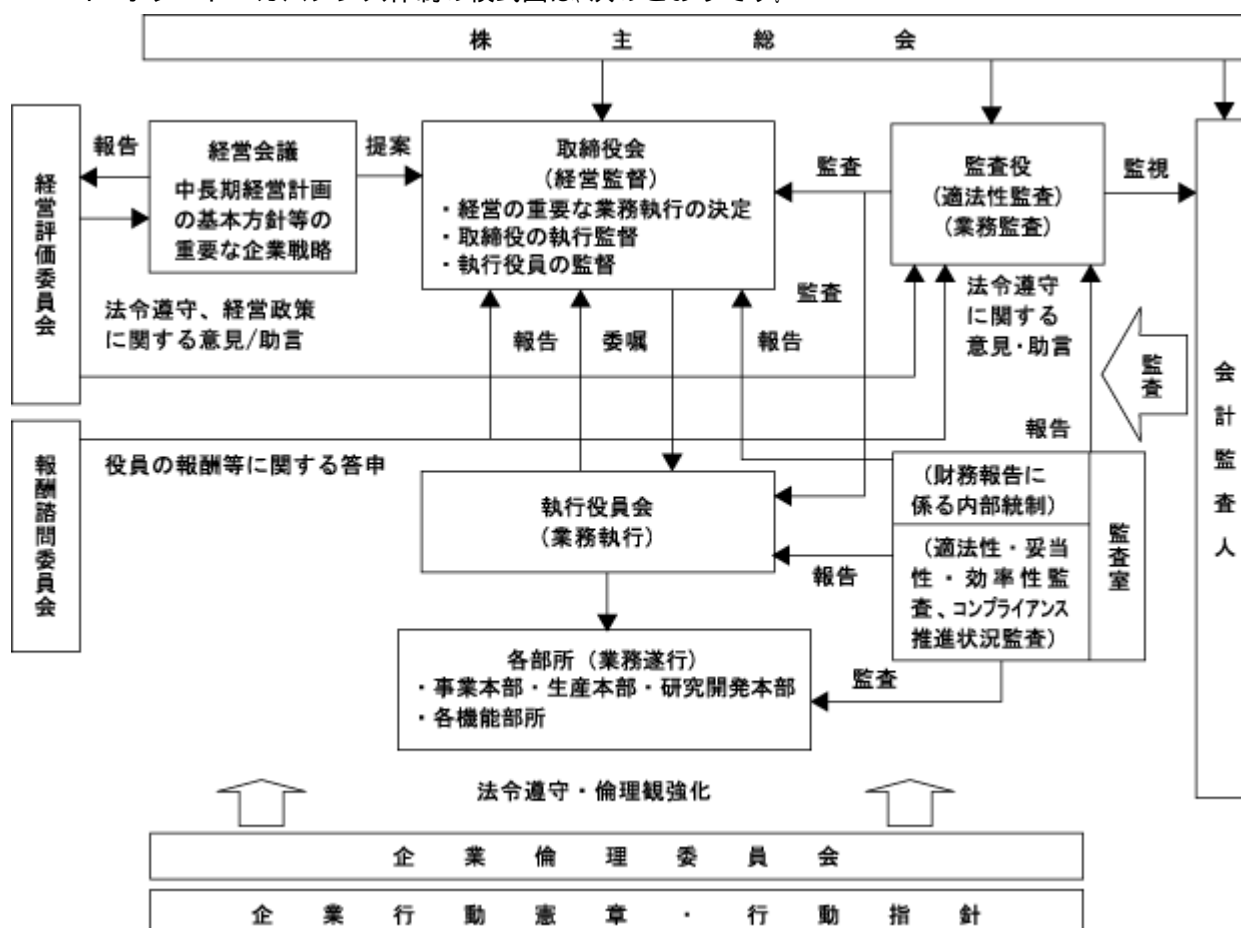 株主総会
経営評価委員会
報告
経営会議
中長期経営計画
の基本方針等の
重要な企業戦略
提案
取締役会
(経営監督)
・経営の重要な業務執行の決定
・取締役の執行監督
・執行役員の監督
監査
監査役
(適法性監査)
(業務監査)
監視
会計監査人
法令遵守、経営政策
に関する意見/助言
報告
委嘱
報告
監査
法令遵守
に関する
意見・助言
監査
報酬諮問委員会
役員の報酬等に関する答申
報告
執行役員会
(業務執行)
報告
(財務報告に
係る内部統制)
(適法性・妥当
性・効率性監
査、コンプライアンス
推進状況監査)
監査室
各部所(業務遂行)
・事業本部・生産本部・研究開発本部
・各機能部所
監査
法令遵守・倫理観強化
企業倫理委員会
企業行動憲章・行動指針